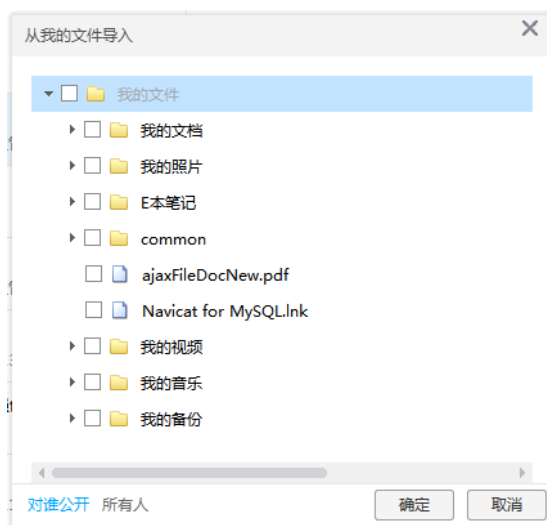 从我的文件导入
我的文件
我的文档
我的照片
E本笔记
common
ajaxFileDocNew.pdf
Navicat for MySQL.lnk
我的视频
我的音乐
我的备份
对谁公开 所有人 确定 取消